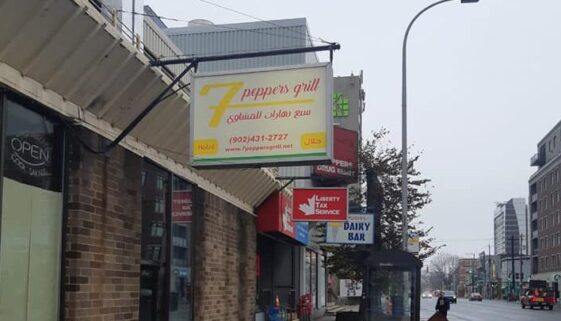 7 peppers grill
سبع بهارات للمشاوي
(902)431-2727
Halal
حلال
www.7peppersgrill.net
OPEN
LIBERTY
TAX
SERVICE
DAIRY
BAR